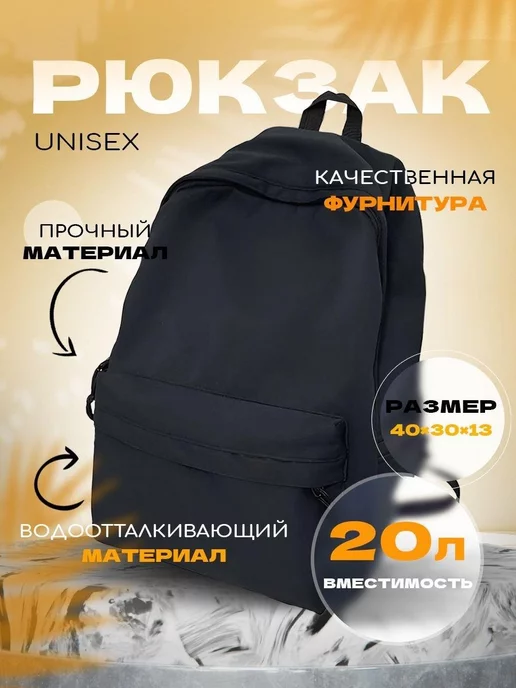 РЮКЗАК
UNISEX
КАЧЕСТВЕННАЯ
ФУРНИТУРА
ПРОЧНЫЙ
МАТЕРИАЛ
РАЗМЕР
40×30×13
ВОДООТТАЛКИВАЮЩИЙ
МАТЕРИАЛ
20л
ВМЕСТИМОСТЬ